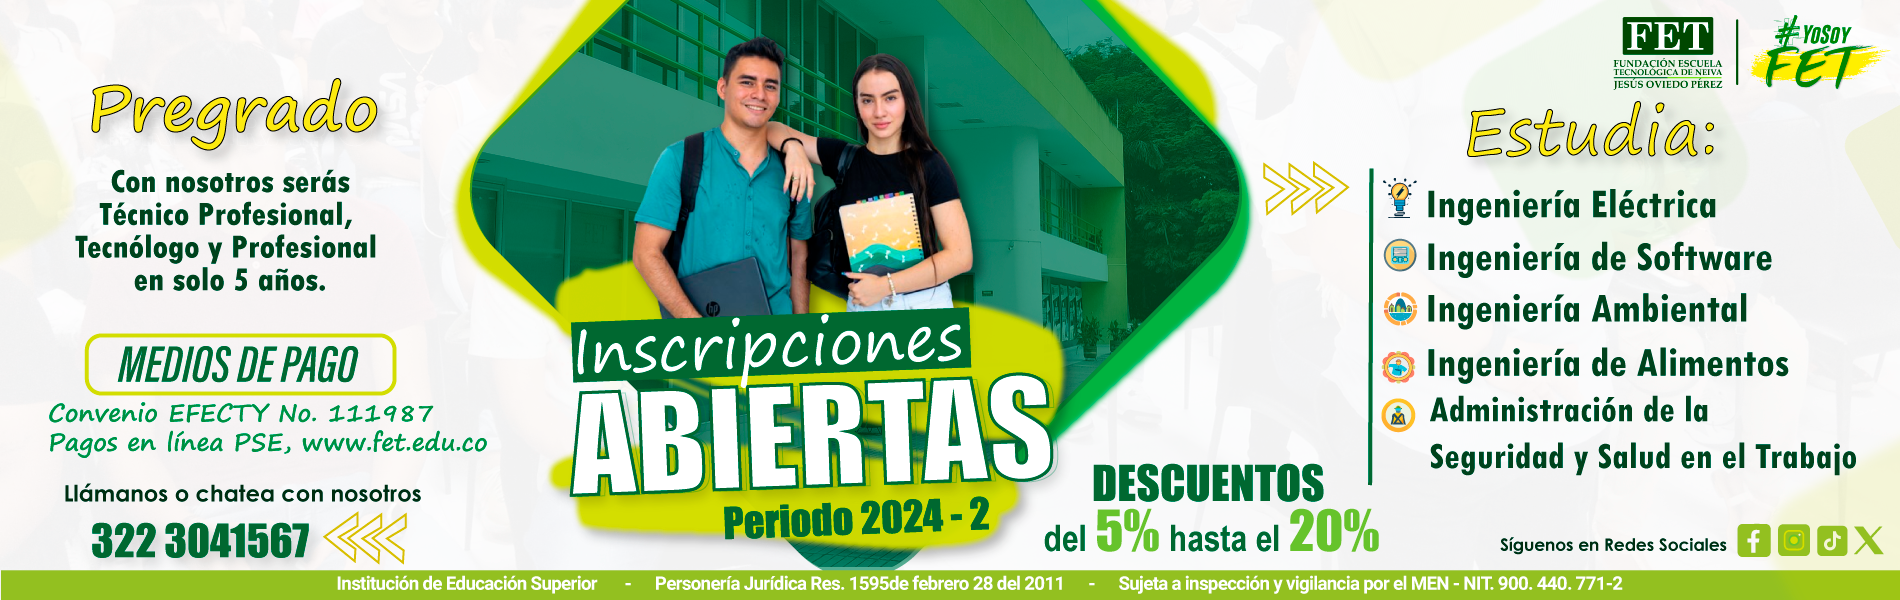 Pregrado
Con nosotros serás
Técnico Profesional,
Tecnólogo y Profesional
en solo 5 años.
MEDIOS DE PAGO
Convenio EFECTY No. 111987
Pagos en línea PSE, www.fet.edu.co
Llámanos o chatea con nosotros
322 3041567
hp
Inscripciones
ABIERTAS
Periodo 2024 - 2
DESCUENTOS
del 5% hasta el 20%
FET
FUNDACIÓN ESCUELA
TECNOLÓGICA DE NEIVA
JESÚS OVIEDO PÉREZ
#YOSOY
FET
Estudia:
Ingeniería Eléctrica
Ingeniería de Software
Ingeniería Ambiental
Ingeniería de Alimentos
Administración de la
Seguridad y Salud en el Trabajo
Síguenos en Redes Sociales
Institución de Educación Superior - Personería Jurídica Res. 1595de febrero 28 del 2011 - Sujeta a inspección y vigilancia por el MEN - NIT. 900. 440. 771-2